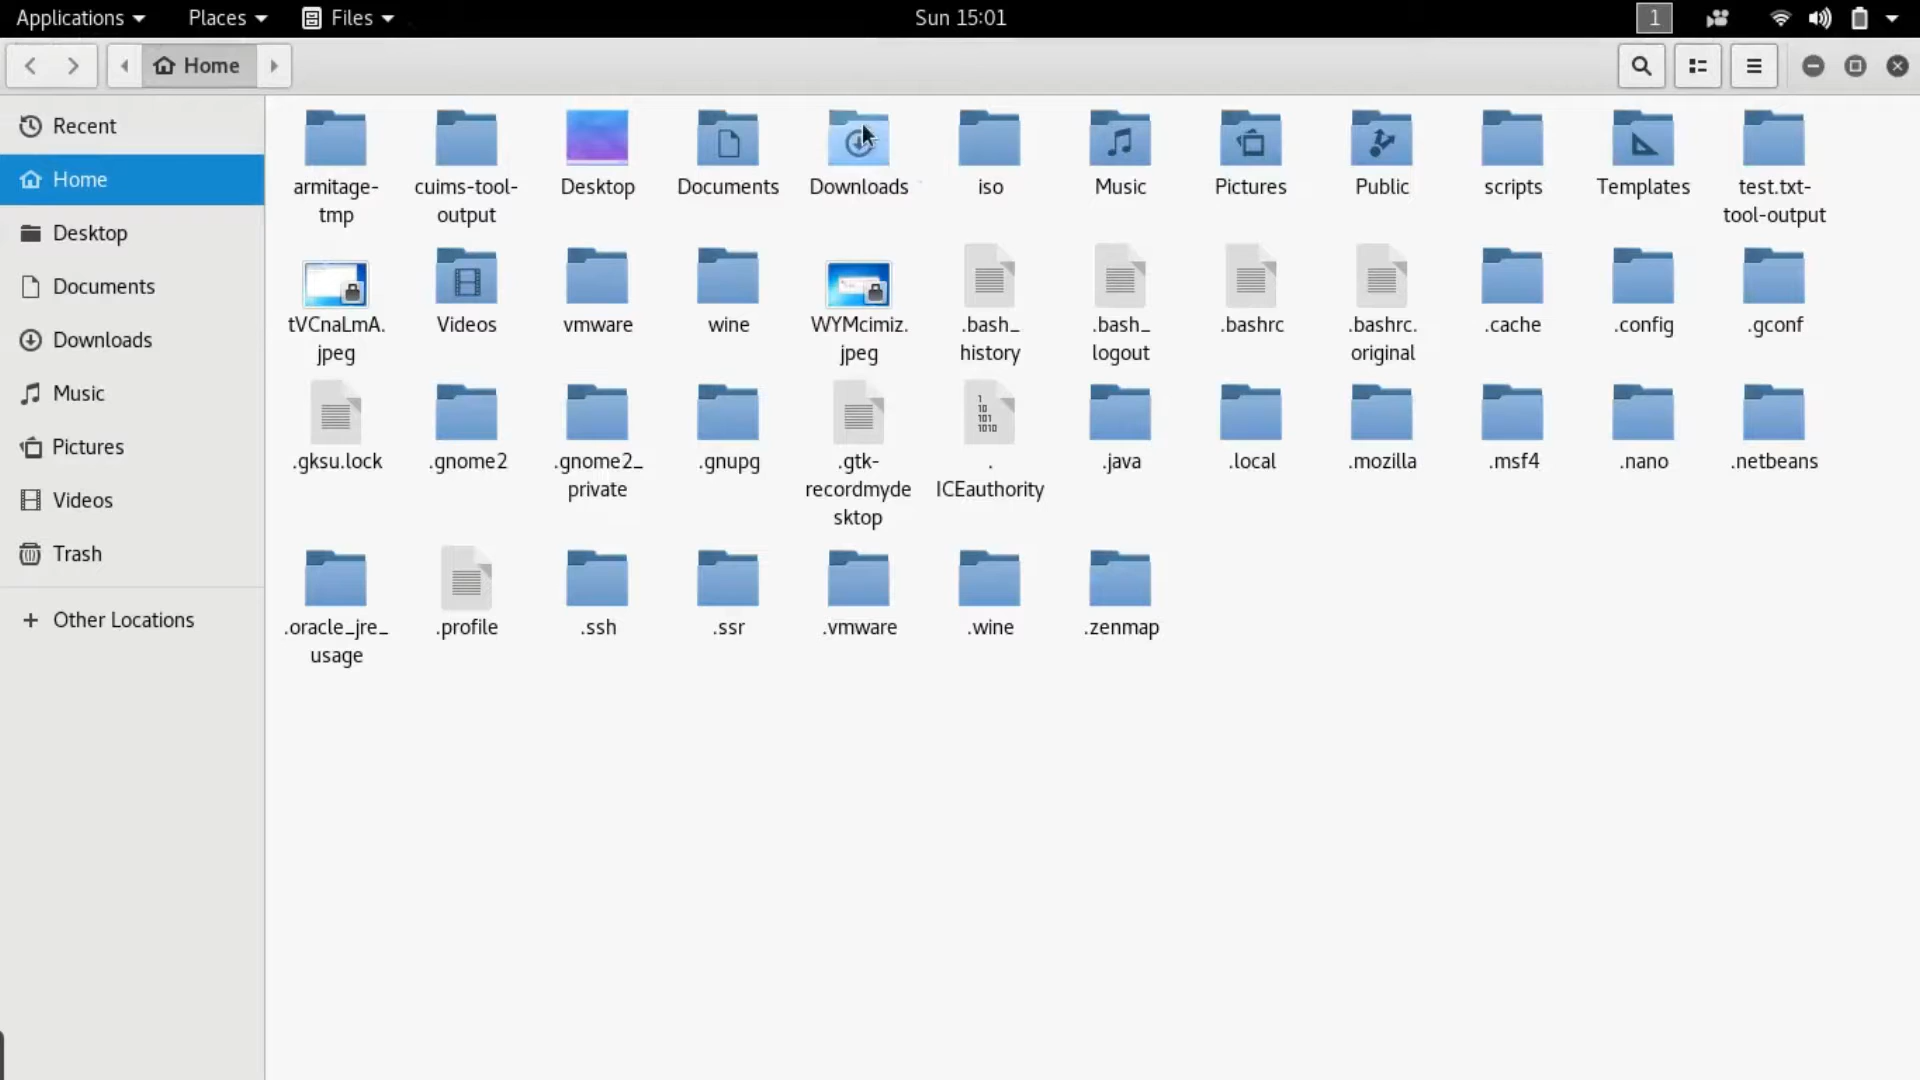 Applications Places Files Sun 15:01 1
Home
Recent
Home
Desktop
Documents
Downloads
Music
Pictures
Videos
Trash
Other Locations
armitage-
tmp
cuims-tool-
output
Desktop
Documents
Downloads
iso
Music
Pictures
Public
scripts
Templates
test.txt-
tool-output
tVCnaLmA.
jpeg
Videos
vmware
wine
WYMcimiz.
jpeg
.bash_
history
.bash_
logout
.bashrc
.bashrc.
original
.cache
.config
.gconf
.gksu.lock
.gnome2
.gnome2_
private
.gnupg
.gtk-
recordmyde
sktop
1
10
101
1010
.
ICEauthority
.java
.local
.mozilla
.msf4
.nano
.netbeans
.oracle_jre_
usage
.profile
.ssh
.ssr
.vmware
.wine
.zenmap